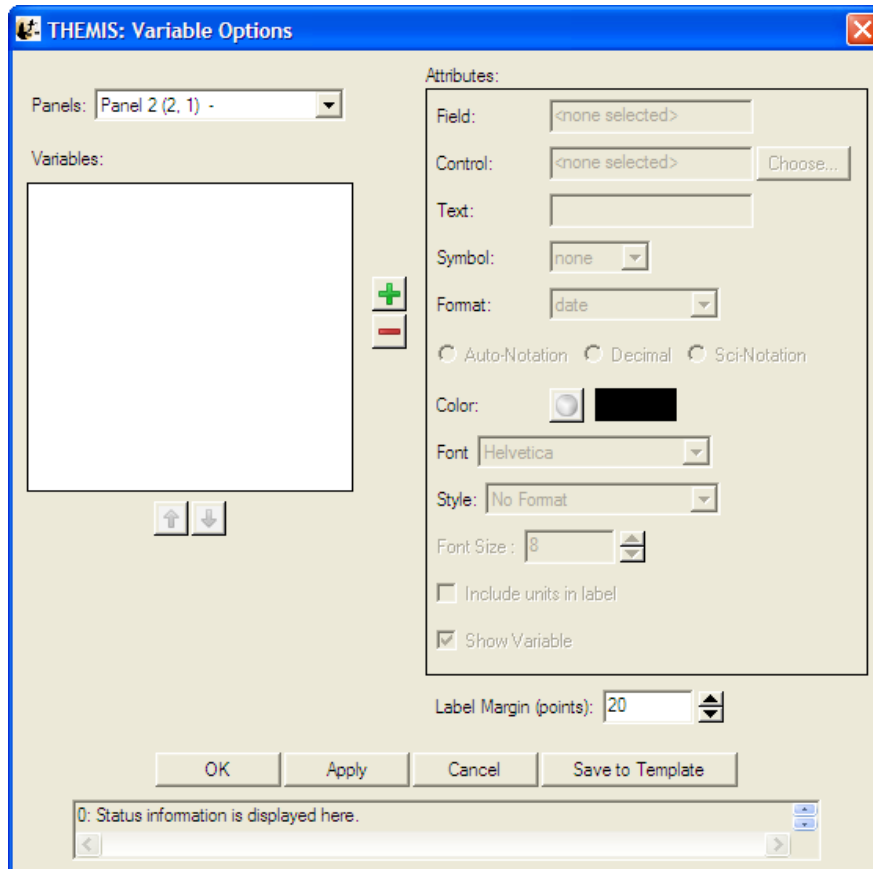 THEMIS: Variable Options
Panels: Panel 2 (2, 1) -
Variables:
Attributes:
Field: <none selected>
Control: <none selected> Choose...
Text:
Symbol: none
Format: date
Auto-Notation Decimal Sci-Notation
Color:
Font Helvetica
Style: No Format
Font Size : 8
Include units in label
Show Variable
Label Margin (points): 20
OK Apply Cancel Save to Template
0: Status information is displayed here.